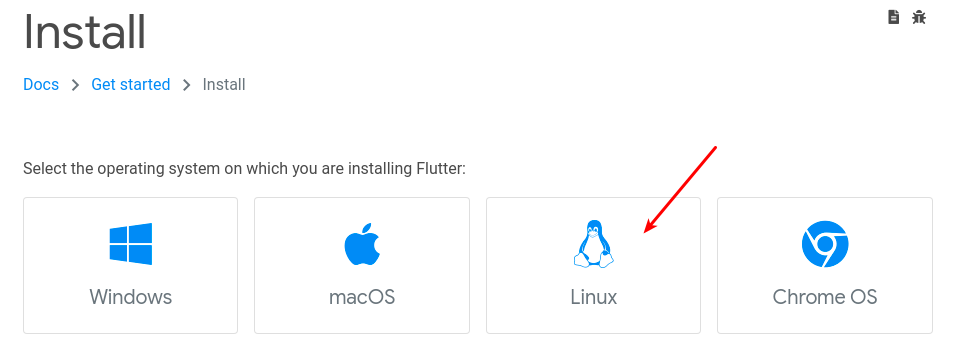 Install
Docs > Get started > Install
Select the operating system on which you are installing Flutter:
Windows macOS Linux Chrome OS